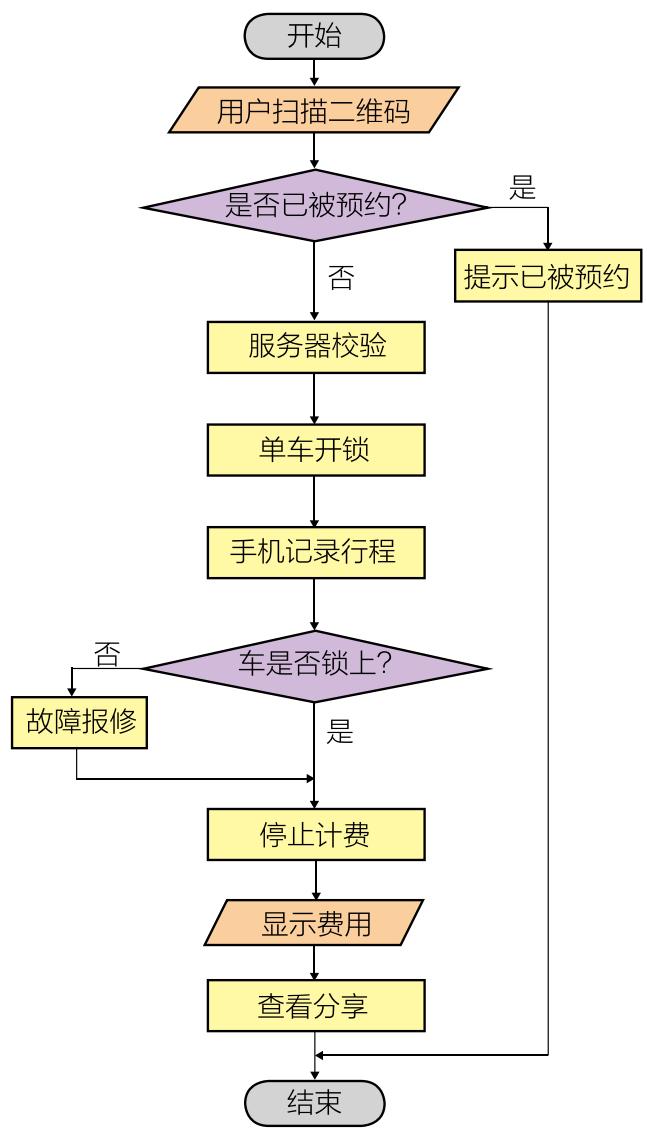 开始
用户扫描二维码
是否已被预约?
是
提示已被预约
否
服务器校验
单车开锁
手机记录行程
车是否锁上?
否
故障报修
是
停止计费
显示费用
查看分享
结束